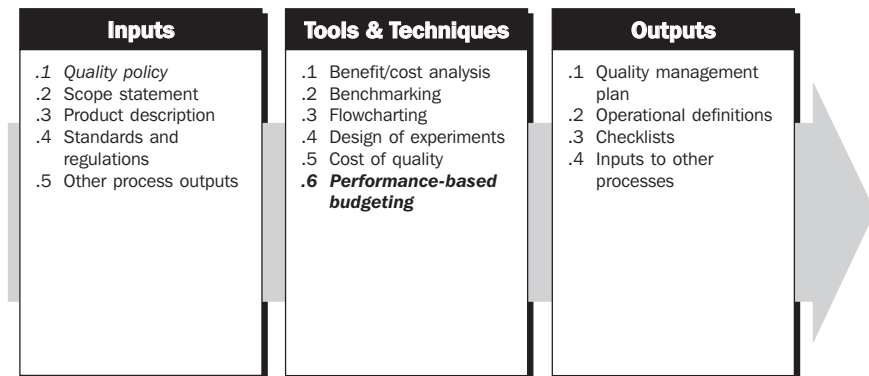 Inputs
.1 Quality policy
.2 Scope statement
.3 Product description
.4 Standards and
regulations
.5 Other process outputs
Tools & Techniques
.1 Benefit/cost analysis
.2 Benchmarking
.3 Flowcharting
.4 Design of experiments
.5 Cost of quality
.6 Performance-based
budgeting
Outputs
.1 Quality management
plan
.2 Operational definitions
.3 Checklists
.4 Inputs to other
processes